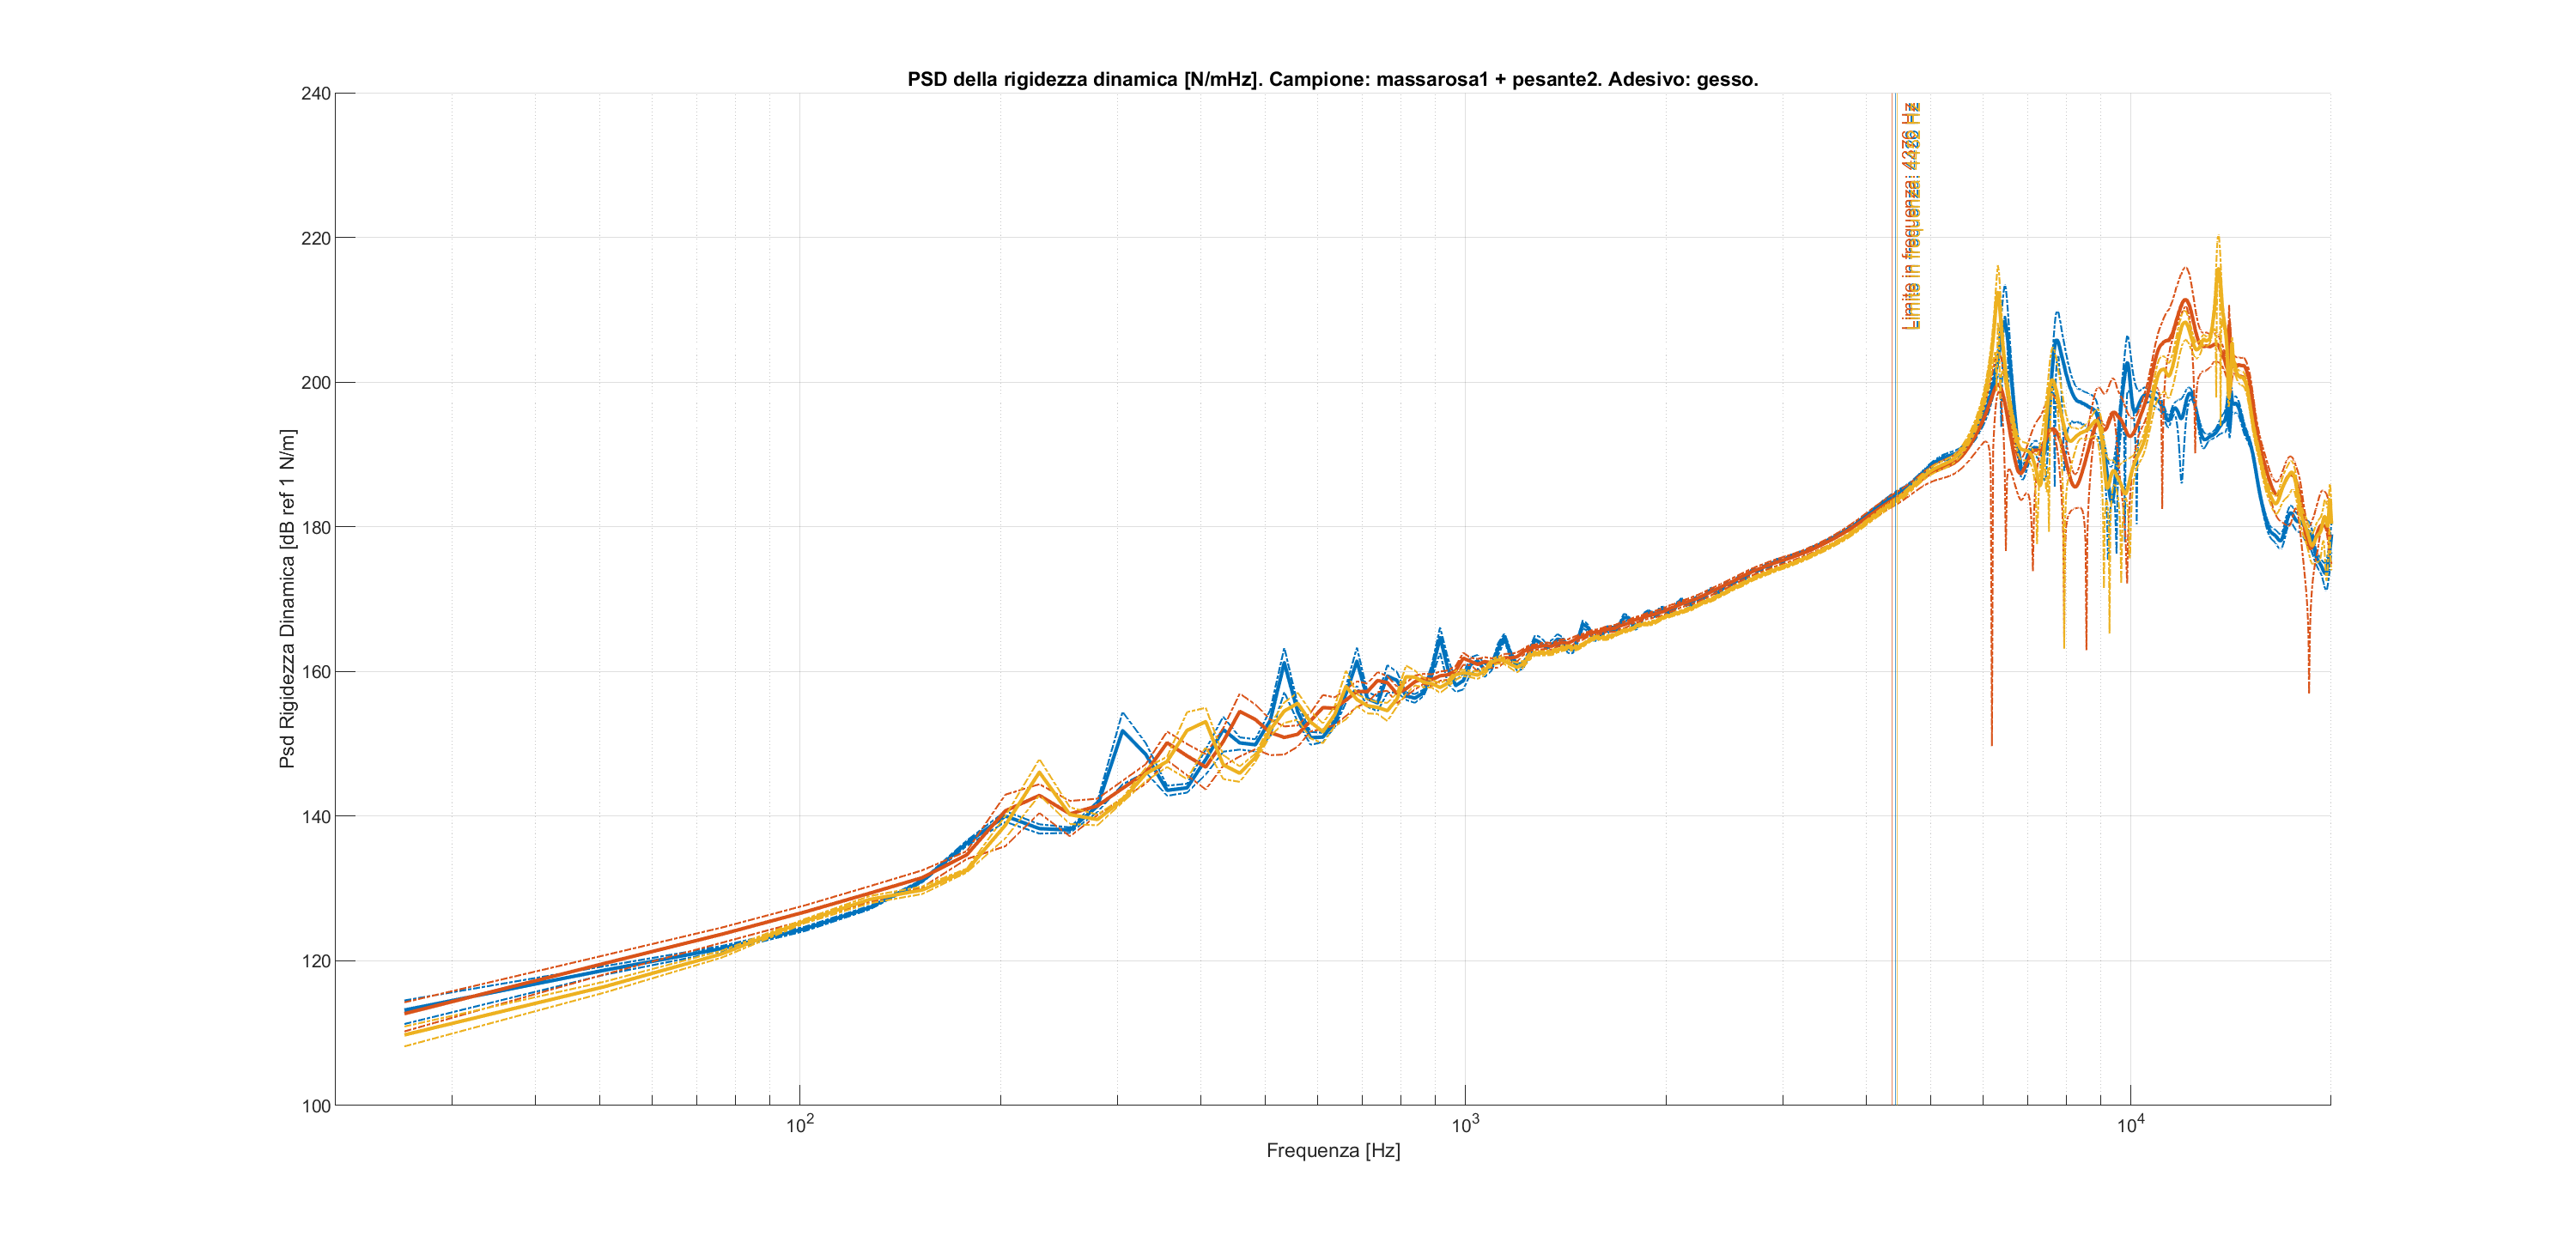 PSD della rigidezza dinamica [N/mHz]. Campione: massarosa1 + pesante2. Adesivo: gesso.
240
220
200
180
160
140
120
100
Psd Rigidezza Dinamica [dB ref 1 N/m]
Limite in frequenza:
Hz
10^2
10^3
10^4
Frequenza [Hz]